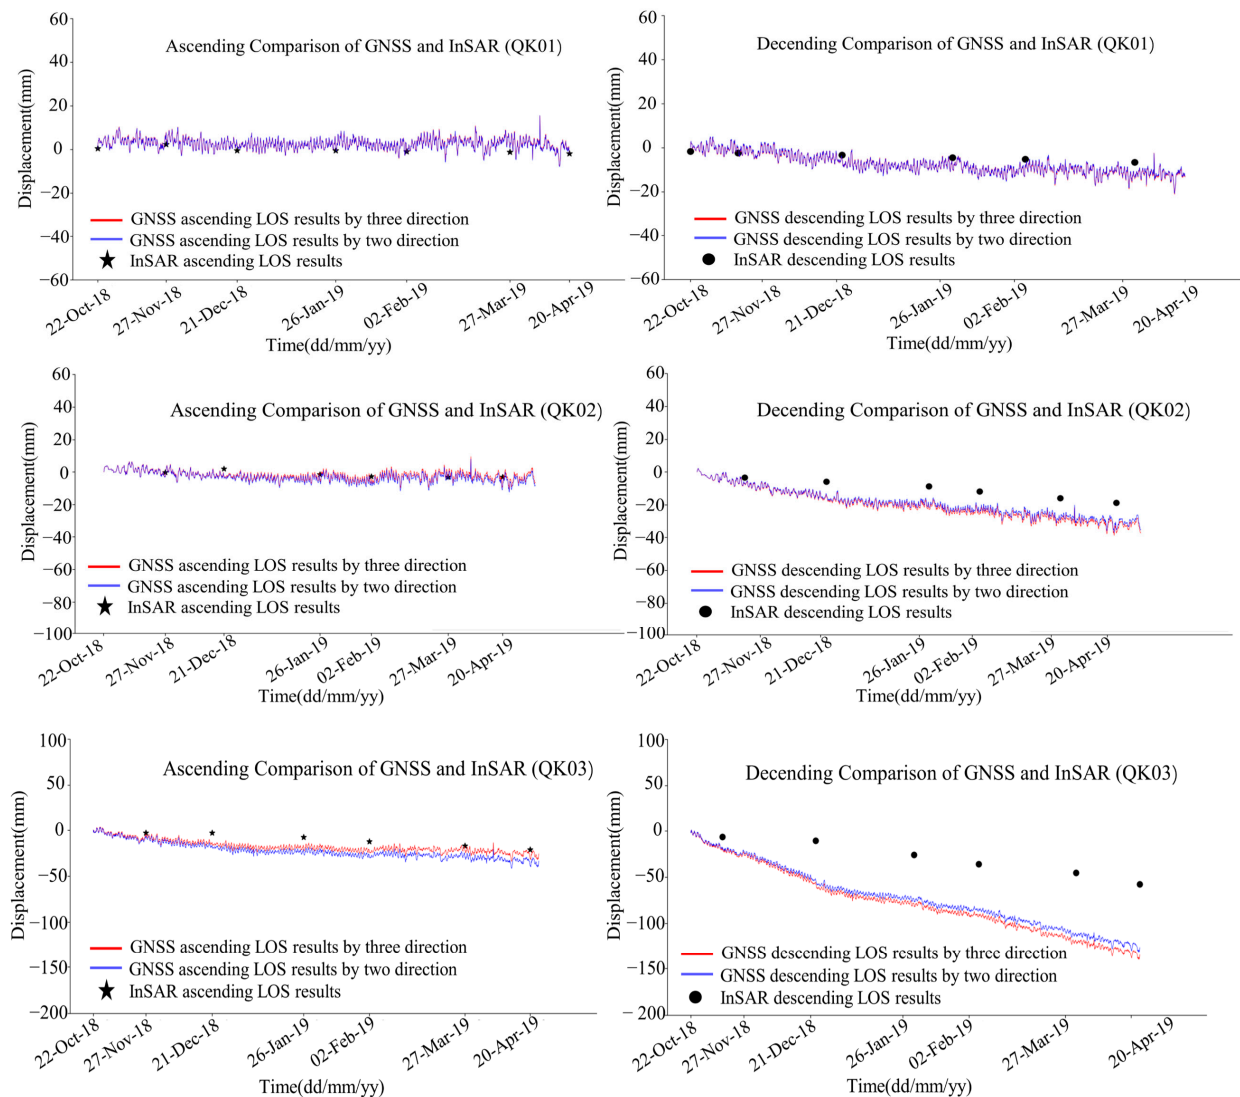 Ascending Comparison of GNSS and InSAR (QK01)
Displacement(mm)
60
40
20
0
−20
−40
−60
GNSS ascending LOS results by three direction
GNSS ascending LOS results by two direction
InSAR ascending LOS results
22-Oct-18
27-Nov-18
21-Dec-18
26-Jan-19
02-Feb-19
27-Mar-19
20-Apr-19
Time(dd/mm/yy)
Decending Comparison of GNSS and InSAR (QK01)
Displacement(mm)
60
40
20
0
−20
−40
−60
GNSS descending LOS results by three direction
GNSS descending LOS results by two direction
InSAR descending LOS results
22-Oct-18
27-Nov-18
21-Dec-18
26-Jan-19
02-Feb-19
27-Mar-19
20-Apr-19
Time(dd/mm/yy)
Ascending Comparison of GNSS and InSAR (QK02)
Displacement(mm)
60
40
20
0
−20
−40
−60
−80
−100
GNSS ascending LOS results by three direction
GNSS ascending LOS results by two direction
InSAR ascending LOS results
22-Oct-18
27-Nov-18
21-Dec-18
26-Jan-19
02-Feb-19
27-Mar-19
20-Apr-19
Time(dd/mm/yy)
Decending Comparison of GNSS and InSAR (QK02)
Displacement(mm)
60
40
20
0
−20
−40
−60
−80
−100
GNSS descending LOS results by three direction
GNSS descending LOS results by two direction
InSAR descending LOS results
22-Oct-18
27-Nov-18
21-Dec-18
26-Jan-19
02-Feb-19
27-Mar-19
20-Apr-19
Time(dd/mm/yy)
Ascending Comparison of GNSS and InSAR (QK03)
Displacement(mm)
100
50
0
−50
−100
−150
−200
GNSS ascending LOS results by three direction
GNSS ascending LOS results by two direction
InSAR ascending LOS results
22-Oct-18
27-Nov-18
21-Dec-18
26-Jan-19
02-Feb-19
27-Mar-19
20-Apr-19
Time(dd/mm/yy)
Decending Comparison of GNSS and InSAR (QK03)
Displacement(mm)
100
50
0
−50
−100
−150
−200
GNSS descending LOS results by three direction
GNSS descending LOS results by two direction
InSAR descending LOS results
22-Oct-18
27-Nov-18
21-Dec-18
26-Jan-19
02-Feb-19
27-Mar-19
20-Apr-19
Time(dd/mm/yy)